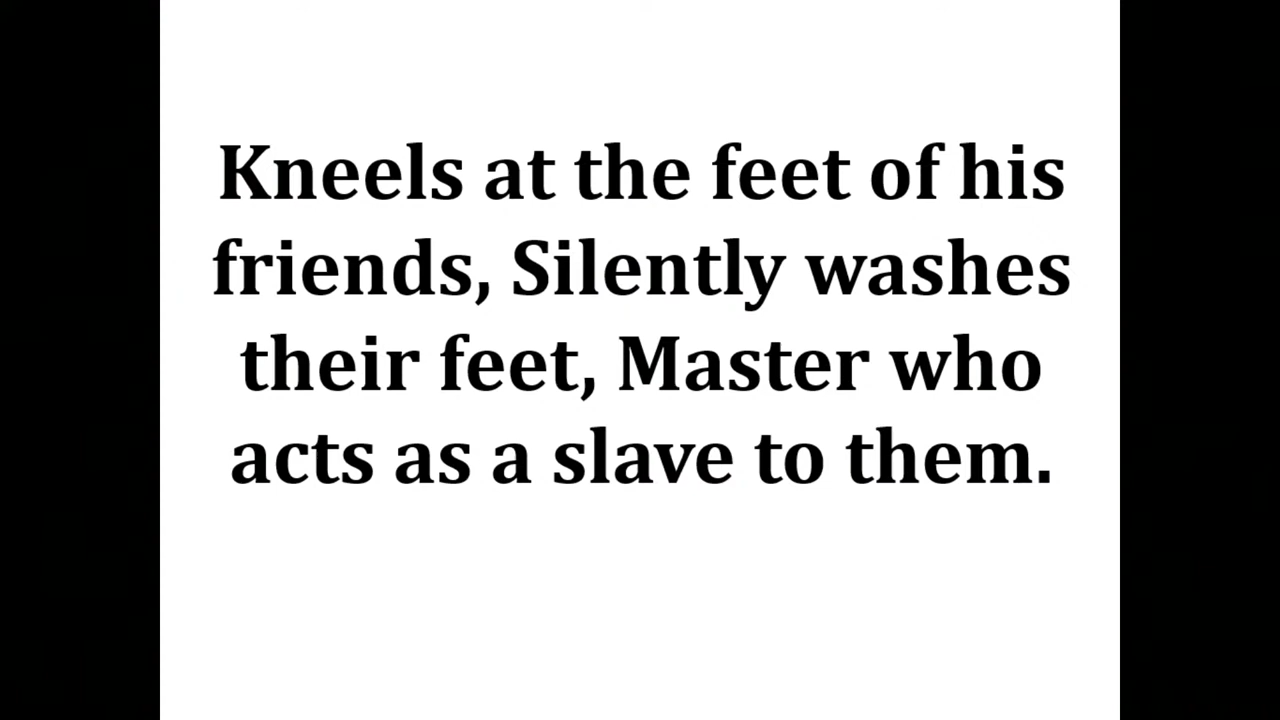 Kneels at the feet of his
friends, Silently washes
their feet, Master who
acts as a slave to them.